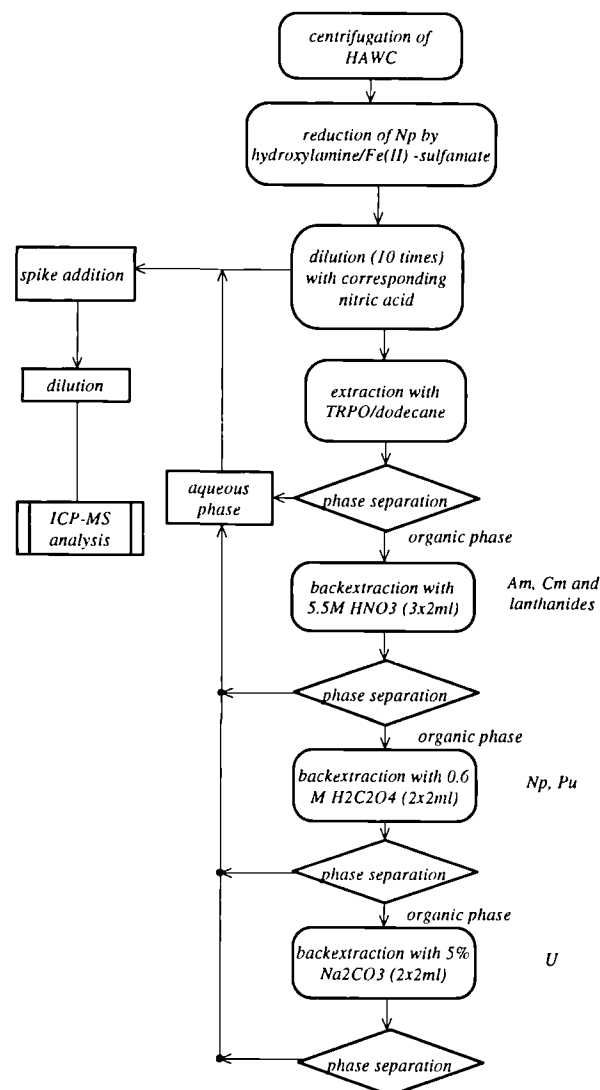 centrifugation of
HAWC
reduction of Np by
hydroxylamine/Fe(II) -sulfamate
dilution (10 times)
with corresponding
nitric acid
spike addition
dilution
ICP-MS
analysis
extraction with
TRPO/dodecane
phase separation
aqueous
phase
organic phase
backextraction with
5.5M HNO3 (3x2ml)
Am, Cm and
lanthanides
phase separation
organic phase
backextraction with 0.6
M H2C2O4 (2x2ml)
Np, Pu
phase separation
organic phase
backextraction with 5%
Na2CO3 (2x2ml)
U
phase separation